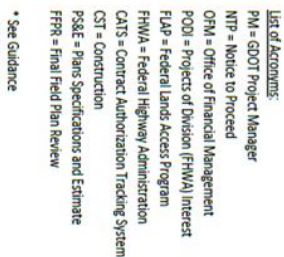 List of Acronyms:
PM = GDOT Project Manager
NTP = Notice to Proceed
OFM = Office of Financial Management
PODI = Projects of Division (FHWA) Interest
FLAP = Federal Lands Access Program
FHWA = Federal Highway Administration
CATS = Contract Authorization Tracking System
CST = Construction
PS&E = Plans Specifications and Estimate
FFPR = Final Field Plan Review
* See Guidance